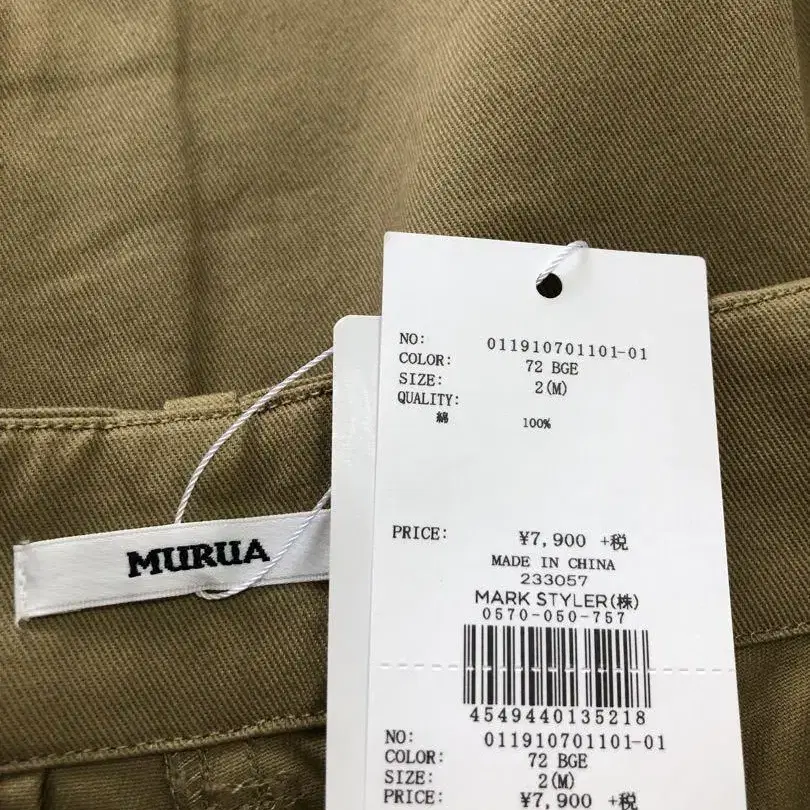 MURUA
NO: 011910701101-01
COLOR: 72 BGE
SIZE: 2(M)
QUALITY:
綿 100%
PRICE: ¥7,900 +税
MADE IN CHINA
233057
MARK STYLER(株)
0570-050-757
4549440135218
NO: 011910701101-01
COLOR: 72 BGE
SIZE: 2(M)
PRICE: ¥7,900 +税